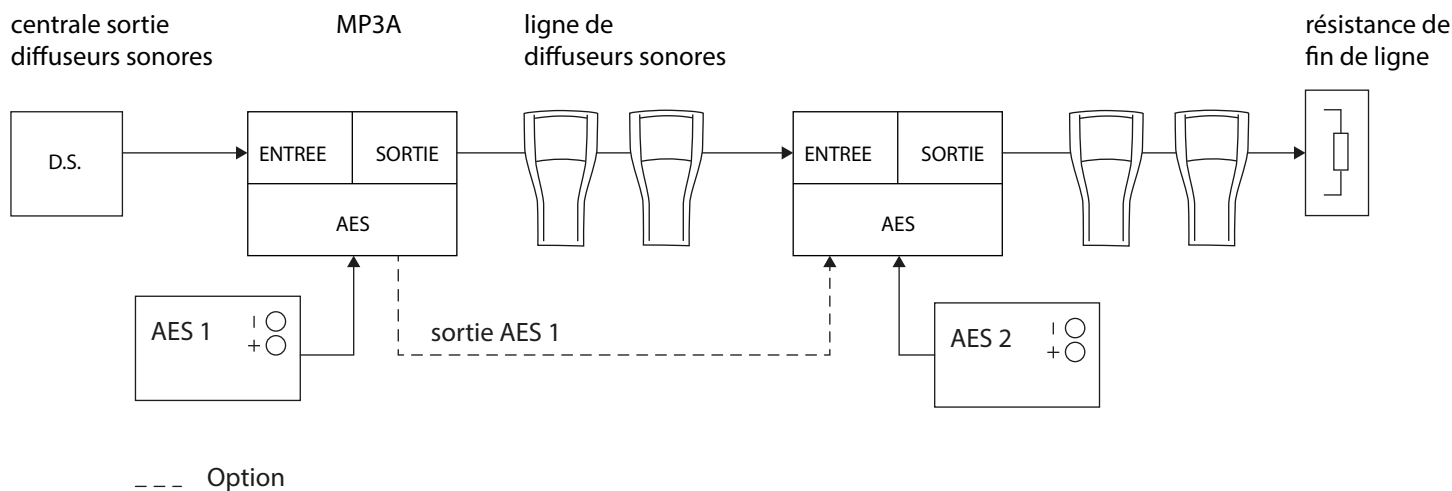 centrale sortie
diffuseurs sonores
MP3A
ligne de
diffuseurs sonores
résistance de
fin de ligne
D.S.
ENTREE
SORTIE
AES
ENTREE
SORTIE
AES
AES 1
–
+
sortie AES 1
AES 2
–
+
--- Option